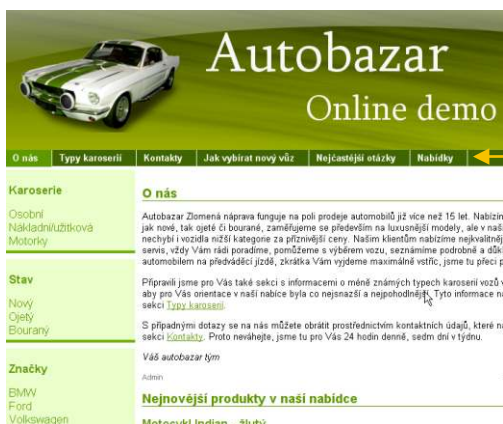 Autobazar
Online demo
O nás
Typy karoserií
Kontakty
Jak vybírat nový vůz
Nejčastější otázky
Nabídky
Karoserie
Osobní
Nákladní/užitková
Motorky
Stav
Nový
Ojetý
Bouraný
Značky
BMW
Ford
Volkswagen
O nás
Autobazar Zlomená náprava funguje na poli prodeje automobilů již více než 15 let. Nabízím
jak nové, tak ojeté či bourané, zaměřujeme se především na luxusnější modely, ale v naší
nechybí i vozidla nižší kategorie za příznivější ceny. Našim klientům nabízíme nejkvalitněj
servis, vždy Vám rádi poradíme, pomůžeme s výběrem vozu, seznámíme podrobně a důkl
automobilem na předváděcí jízdě, zkrátka Vám vyjdeme maximálně vstříc, jsme tu přeci p
Připravili jsme pro Vás také sekci s informacemi o méně známých typech karoserií vozů v
aby pro Vás orientace v naší nabídce byla co nejsnazší a nejpohodlnější. Tyto informace na
sekci Typy karoserií.
S případnými dotazy se na nás můžete obrátit prostřednictvím kontaktních údajů, které na
sekci Kontakty. Proto neváhejte, jsme tu pro Vás 24 hodin denně, sedm dní v týdnu.
Váš autobazar tým
Admin
Nejnovější produkty v naší nabídce
Motocykl Indian - žlutý